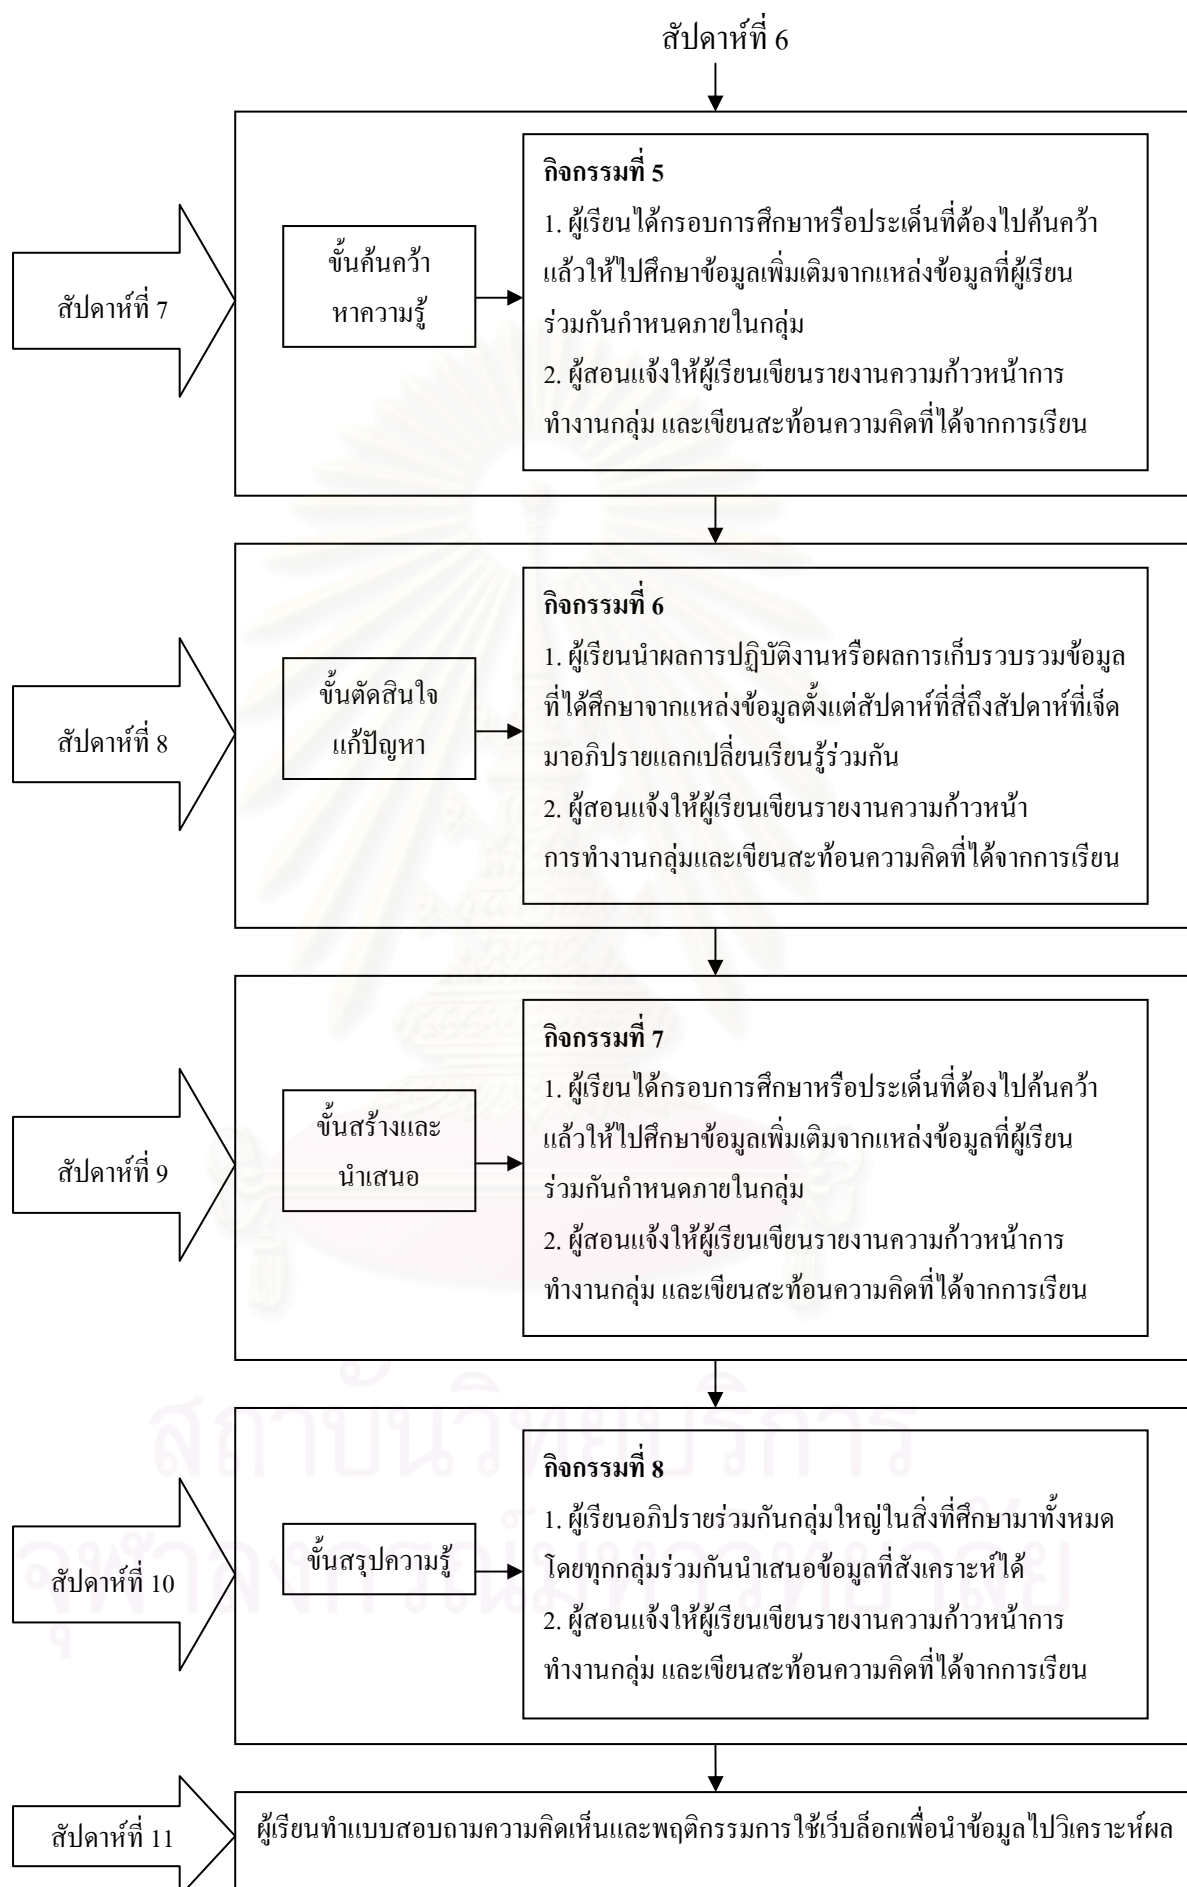 สัปดาห์ที่ 6
สัปดาห์ที่ 7
ขั้นค้นคว้า
หาความรู้
กิจกรรมที่ 5
1. ผู้เรียนได้กรอบการศึกษาหรือประเด็นที่ต้องไปค้นคว้า
แล้วให้ไปศึกษาข้อมูลเพิ่มเติมจากแหล่งข้อมูลที่ผู้เรียน
ร่วมกันกำหนดภายในกลุ่ม
2. ผู้สอนแจ้งให้ผู้เรียนเขียนรายงานความก้าวหน้าการ
ทำงานกลุ่ม และเขียนสะท้อนความคิดที่ได้จากการเรียน
สัปดาห์ที่ 8
ขั้นตัดสินใจ
แก้ปัญหา
กิจกรรมที่ 6
1. ผู้เรียนนำผลการปฏิบัติงานหรือผลการเก็บรวบรวมข้อมูล
ที่ได้ศึกษาจากแหล่งข้อมูลตั้งแต่สัปดาห์ที่สี่ถึงสัปดาห์ที่เจ็ด
มาอภิปรายแลกเปลี่ยนเรียนรู้ร่วมกัน
2. ผู้สอนแจ้งให้ผู้เรียนเขียนรายงานความก้าวหน้า
การทำงานกลุ่มและเขียนสะท้อนความคิดที่ได้จากการเรียน
สัปดาห์ที่ 9
ขั้นสร้างและ
นำเสนอ
กิจกรรมที่ 7
1. ผู้เรียนได้กรอบการศึกษาหรือประเด็นที่ต้องไปค้นคว้า
แล้วให้ไปศึกษาข้อมูลเพิ่มเติมจากแหล่งข้อมูลที่ผู้เรียน
ร่วมกันกำหนดภายในกลุ่ม
2. ผู้สอนแจ้งให้ผู้เรียนเขียนรายงานความก้าวหน้าการ
ทำงานกลุ่ม และเขียนสะท้อนความคิดที่ได้จากการเรียน
สถาบันวิทยบริการ
จุฬาลงกรณ์มหาวิทยาลัย
สัปดาห์ที่ 10
ขั้นสรุปความรู้
กิจกรรมที่ 8
1. ผู้เรียนอภิปรายร่วมกันกลุ่มใหญ่ในสิ่งที่ศึกษามาทั้งหมด
โดยทุกกลุ่มร่วมกันนำเสนอข้อมูลที่สังเคราะห์ได้
2. ผู้สอนแจ้งให้ผู้เรียนเขียนรายงานความก้าวหน้าการ
ทำงานกลุ่ม และเขียนสะท้อนความคิดที่ได้จากการเรียน
สัปดาห์ที่ 11
ผู้เรียนทำแบบสอบถามความคิดเห็นและพฤติกรรมการใช้เว็บล็อกเพื่อนำข้อมูลไปวิเคราะห์ผล